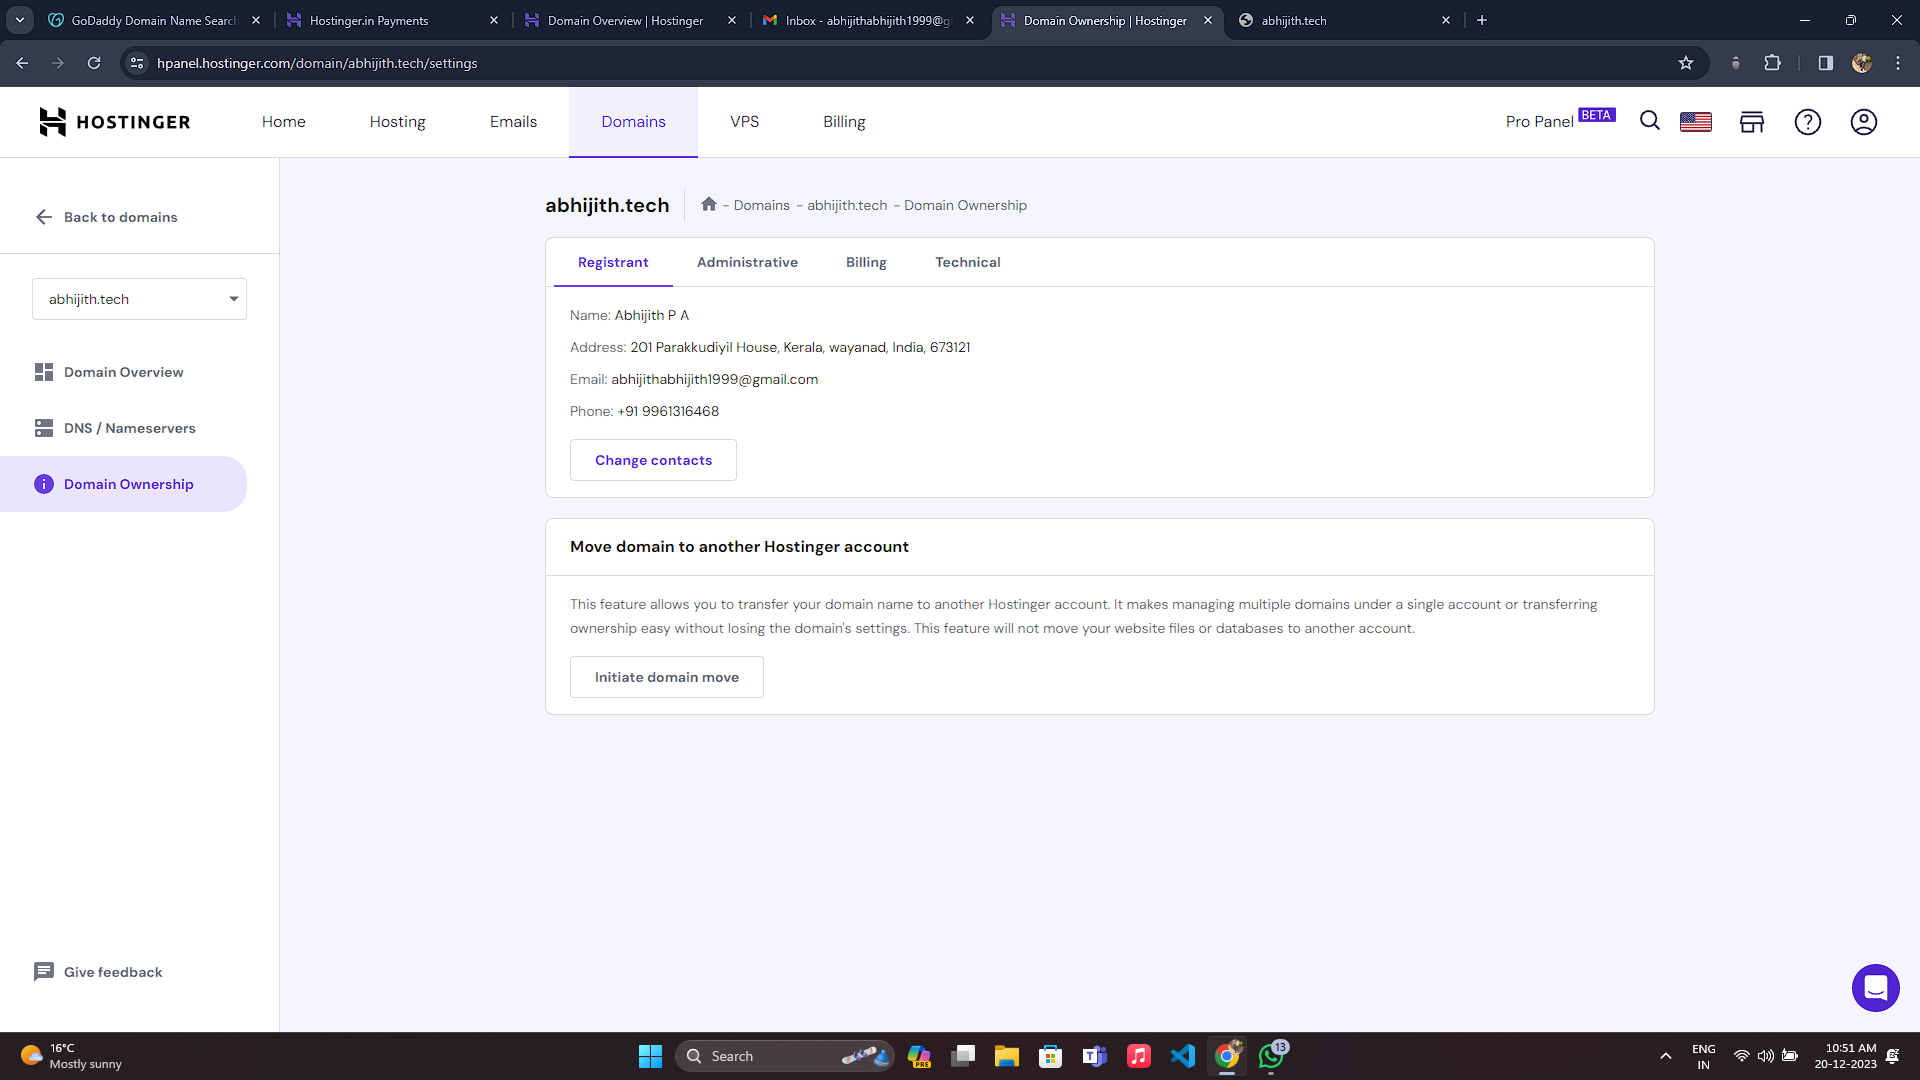 GoDaddy Domain Name Search
Hostinger.in Payments
Domain Overview | Hostinger
Inbox - abhijithabhijith1999@g
Domain Ownership | Hostinger
abhijith.tech
hpanel.hostinger.com/domain/abhijith.tech/settings
HOSTINGER
Home
Hosting
Emails
Domains
VPS
Billing
Pro Panel BETA
Back to domains
abhijith.tech
Domain Overview
DNS / Nameservers
Domain Ownership
Give feedback
abhijith.tech
- Domains - abhijith.tech - Domain Ownership
Registrant
Administrative
Billing
Technical
Name: Abhijith P A
Address: 201 Parakkudiyil House, Kerala, wayanad, India, 673121
Email: abhijithabhijith1999@gmail.com
Phone: +91 9961316468
Change contacts
Move domain to another Hostinger account
This feature allows you to transfer your domain name to another Hostinger account. It makes managing multiple domains under a single account or transferring
ownership easy without losing the domain's settings. This feature will not move your website files or databases to another account.
Initiate domain move
16°C
Mostly sunny
Search
PRE
13
ENG
IN
10:51 AM
20-12-2023